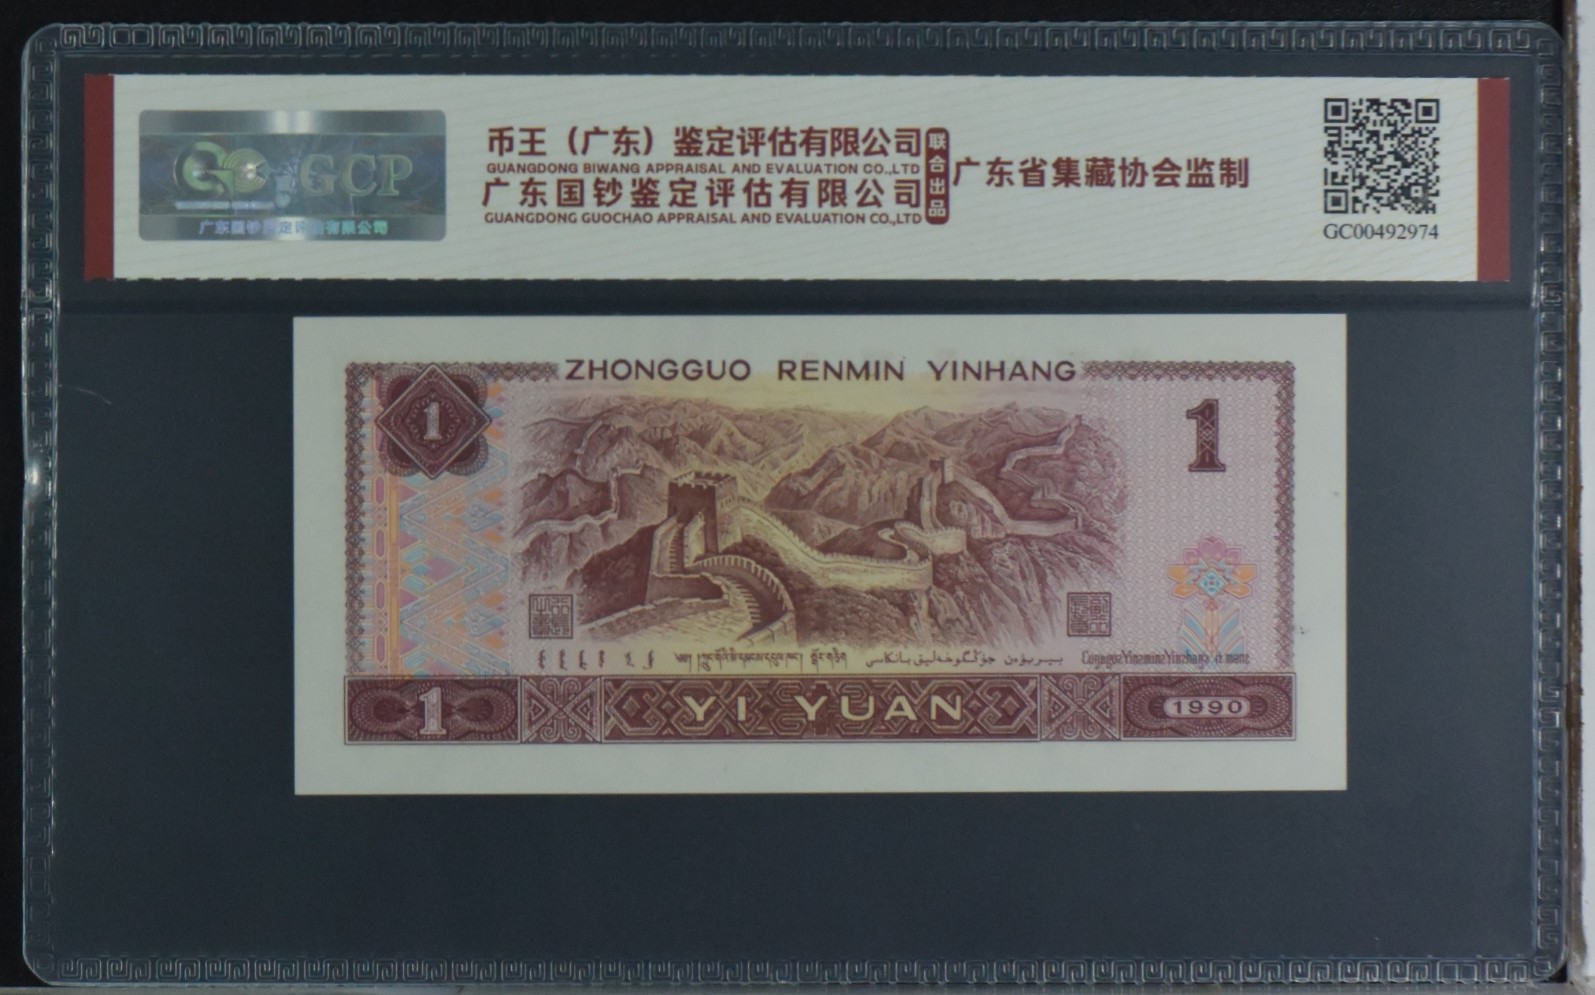 GCP
广东国钞鉴定评估有限公司
币王（广东）鉴定评估有限公司
GUANGDONG BIWANG APPRAISAL AND EVALUATION CO.,LTD
广东国钞鉴定评估有限公司
GUANGDONG GUOCHAO APPRAISAL AND EVALUATION CO.,LTD
联合出品
广东省集藏协会监制
GC00492974
ZHONGGUO RENMIN YINHANG
1
1
1
YI YUAN
1990